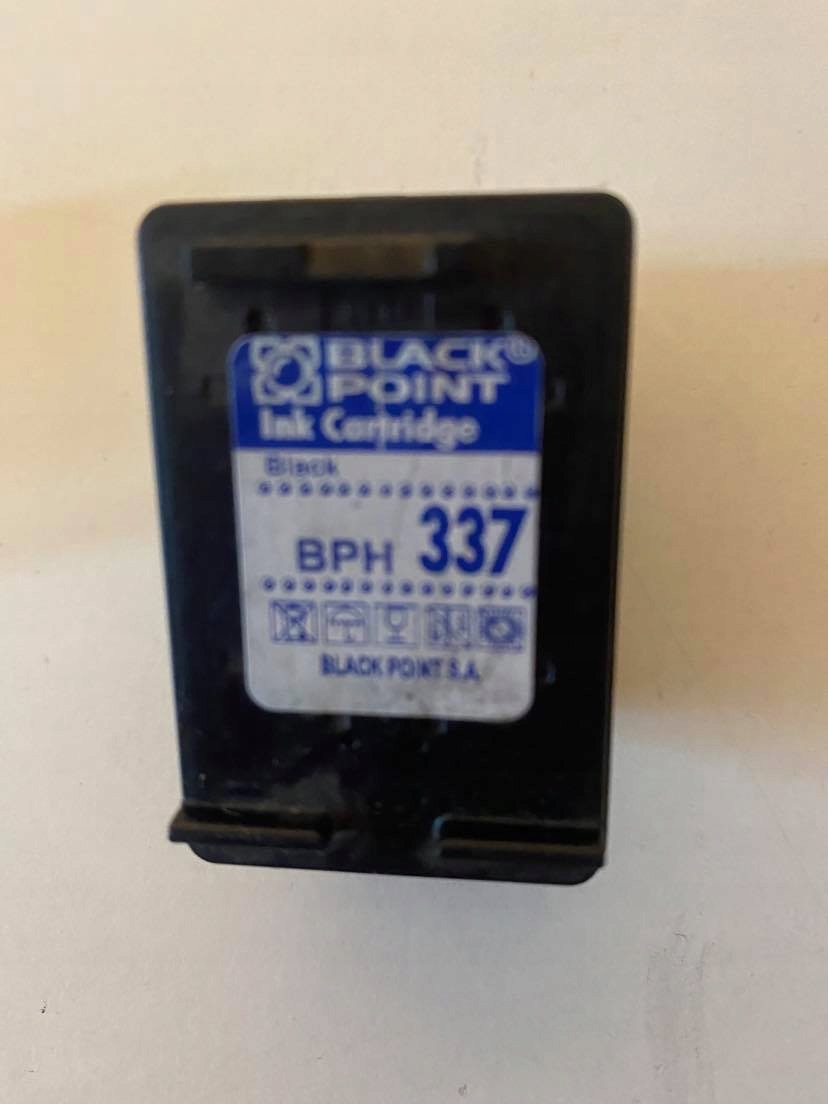 BLACK®
POINT
Ink Cartridge
Black
BPH 337
BLACK POINT S.A.